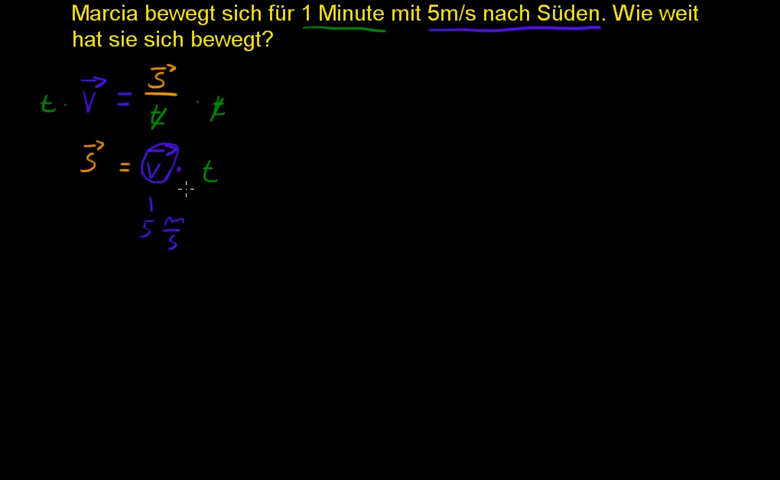 Marcia bewegt sich für 1 Minute mit 5m/s nach Süden. Wie weit
hat sie sich bewegt?
t · v⃗ = s⃗/t · t
s⃗ = v⃗ · t
5 m/s